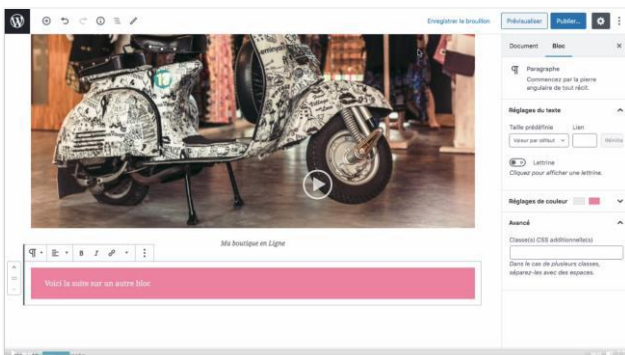 Enregistrer le brouillon
Prévisualiser
Publier...
Document
Bloc
Paragraphe
Commencez par la pierre
angulaire de tout récit.
Réglages du texte
Taille prédéfinie
Lien
Valeur par défaut
Lettrine
Cliquez pour afficher une lettrine.
Réglages de couleur
Avancé
Classe(s) CSS additionnelle(s)
Dans le cas de plusieurs classes,
séparez-les avec des espaces.
Ma boutique en Ligne
B I
Voici la suite sur un autre bloc